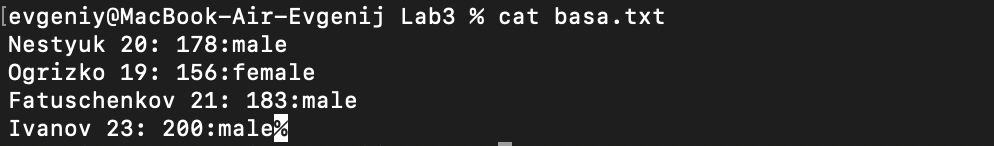 [evgeniy@MacBook-Air-Evgenij Lab3 % cat basa.txt
Nestyuk 20: 178:male
Ogrizko 19: 156:female
Fatuschenkov 21: 183:male
Ivanov 23: 200:male%